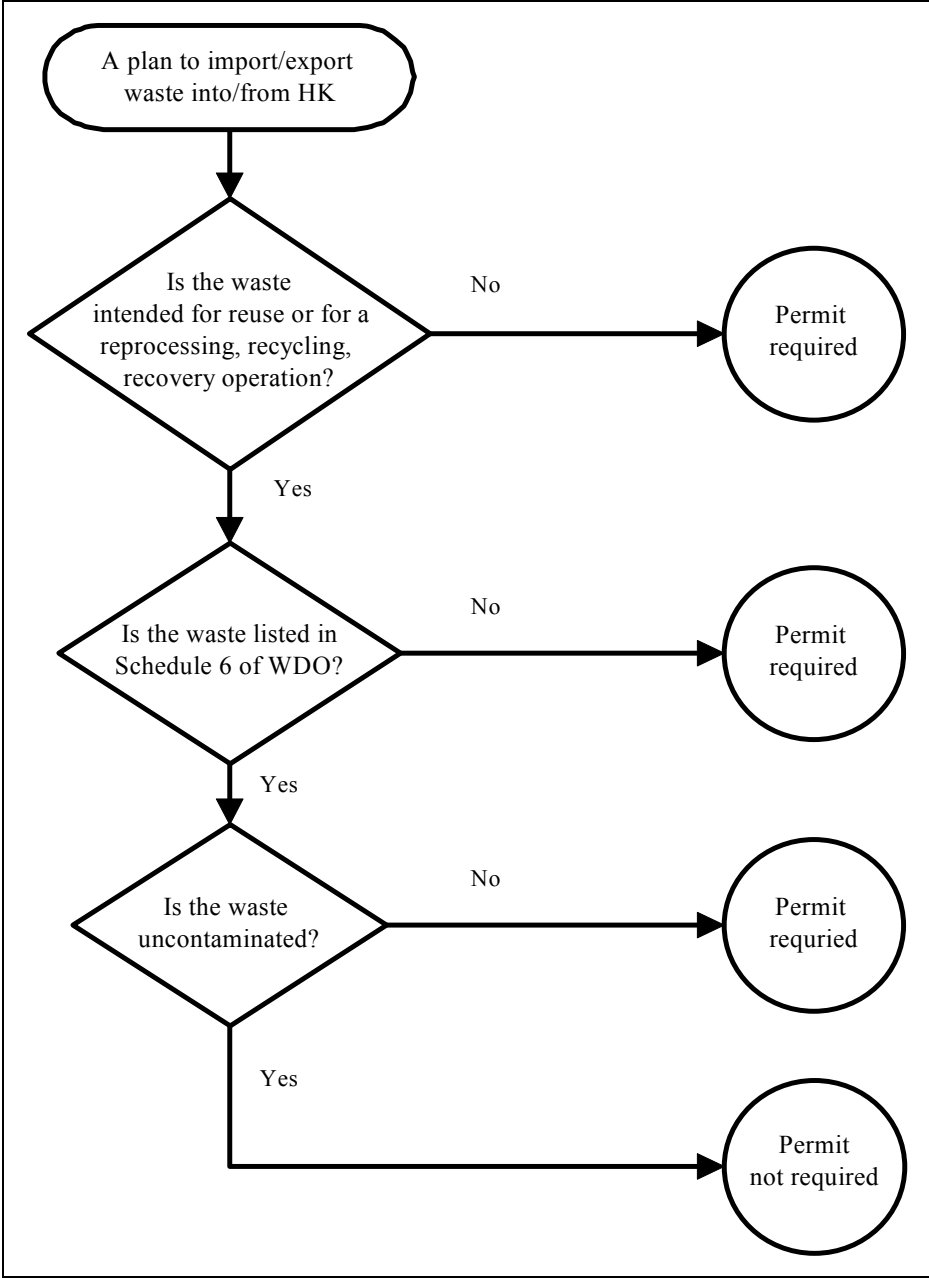 A plan to import/export
waste into/from HK
Is the waste
intended for reuse or for a
reprocessing, recycling,
recovery operation?
No
Permit
required
Yes
Is the waste listed in
Schedule 6 of WDO?
No
Permit
required
Yes
Is the waste
uncontaminated?
No
Permit
requried
Yes
Permit
not required